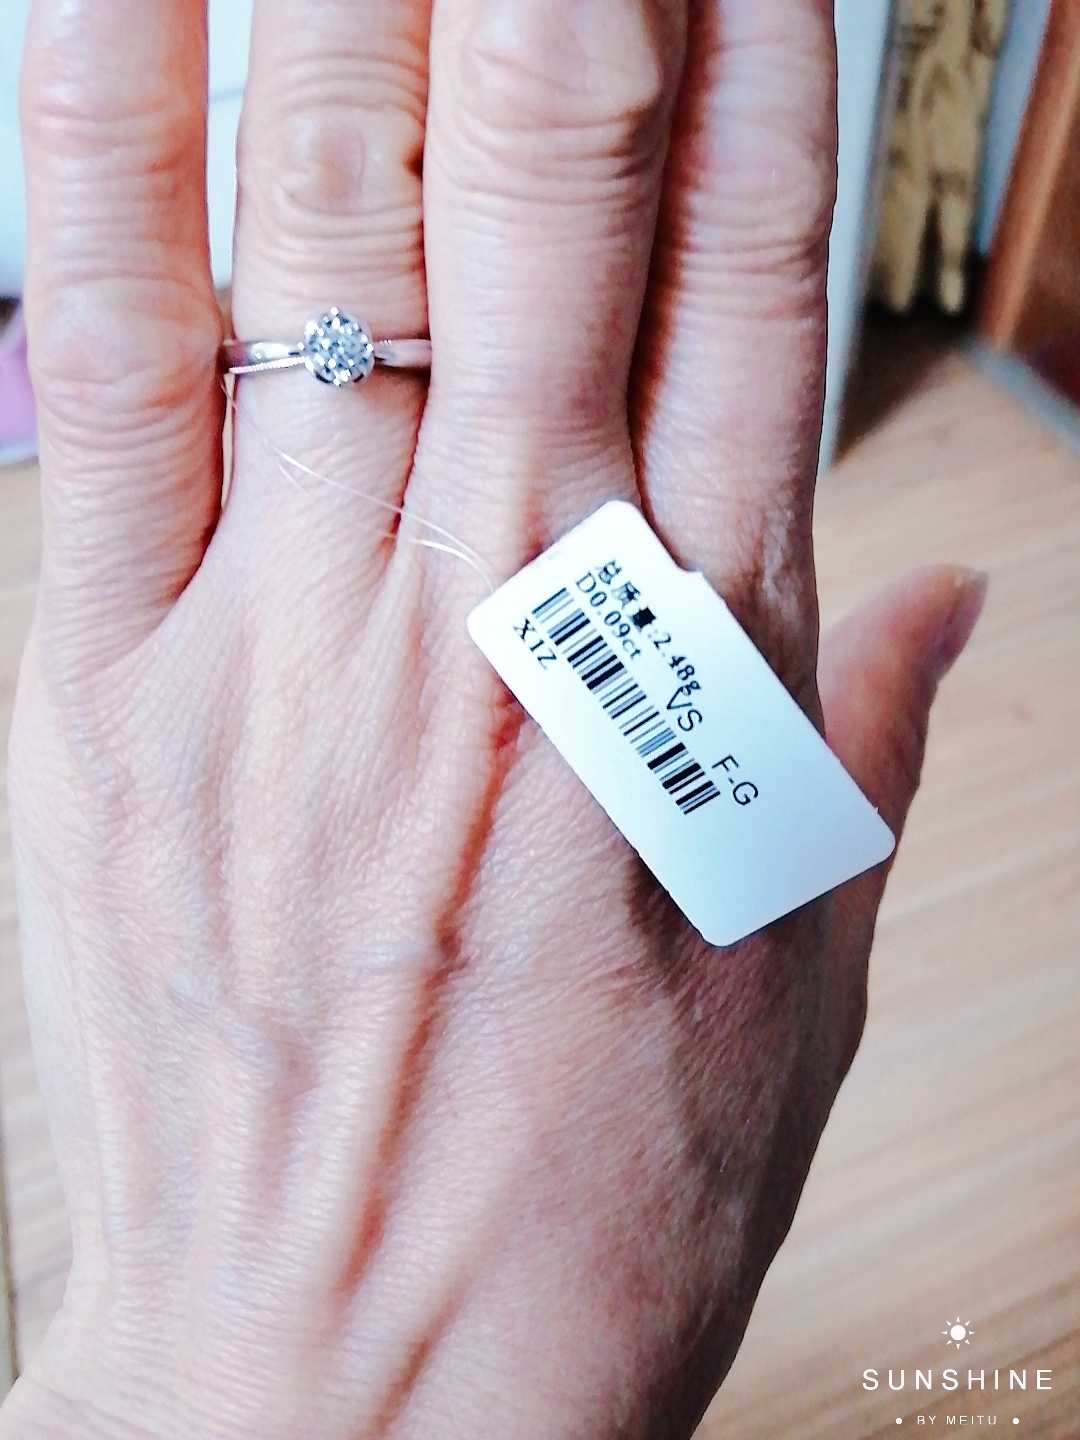 总质量:2.48g
D0.09ct VS F-G
X1Z
SUNSHINE
BY MEITU